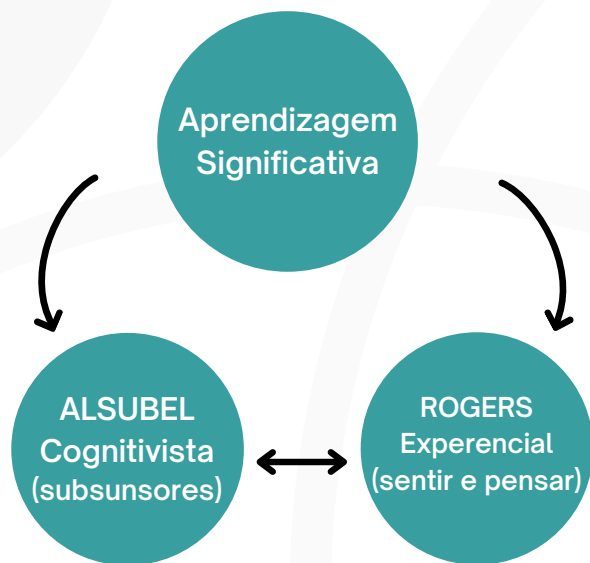 Aprendizagem
Significativa
ALSUBEL
Cognitivista
(subsunsores)
ROGERS
Experencial
(sentir e pensar)